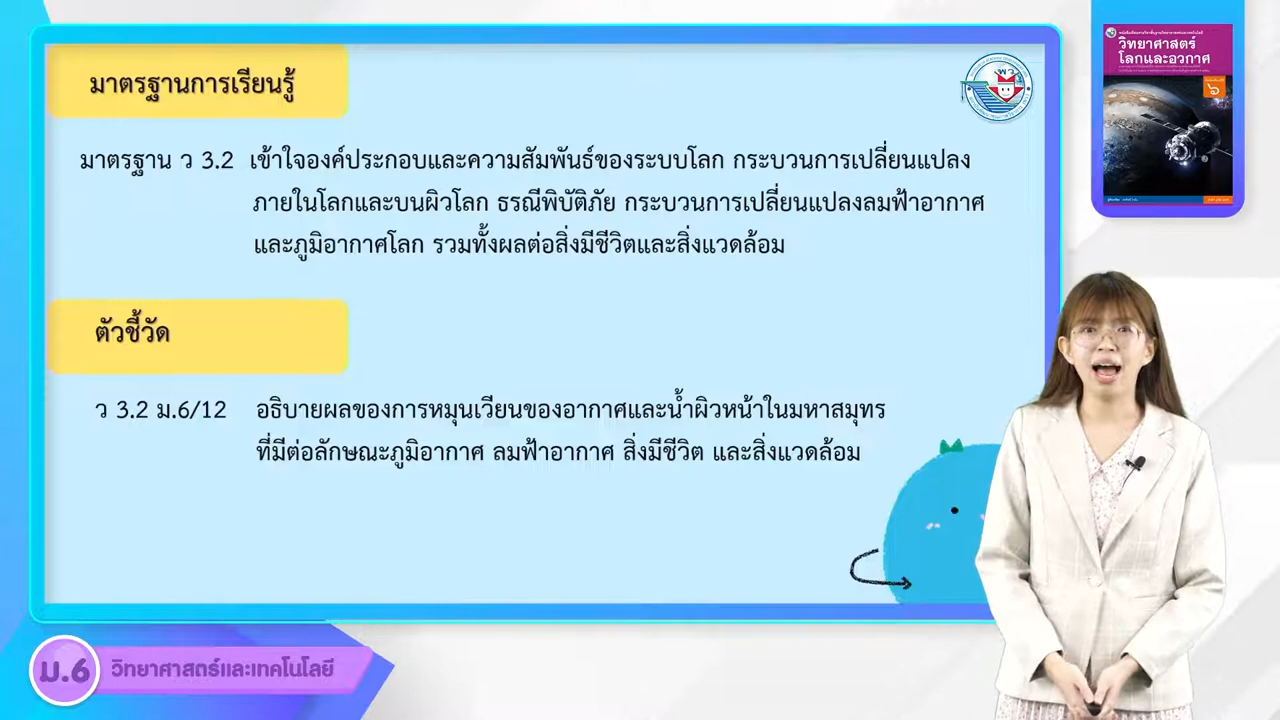 มาตรฐานการเรียนรู้
มาตรฐาน ว 3.2 เข้าใจองค์ประกอบและความสัมพันธ์ของระบบโลก กระบวนการเปลี่ยนแปลง
ภายในโลกและบนผิวโลก ธรณีพิบัติภัย กระบวนการเปลี่ยนแปลงลมฟ้าอากาศ
และภูมิอากาศโลก รวมทั้งผลต่อสิ่งมีชีวิตและสิ่งแวดล้อม
ตัวชี้วัด
ว 3.2 ม.6/12 อธิบายผลของการหมุนเวียนของอากาศและน้ำผิวหน้าในมหาสมุทร
ที่มีต่อลักษณะภูมิอากาศ ลมฟ้าอากาศ สิ่งมีชีวิต และสิ่งแวดล้อม
วิทยาศาสตร์
โลกและอวกาศ
๖
ม.6 วิทยาศาสตร์และเทคโนโลยี